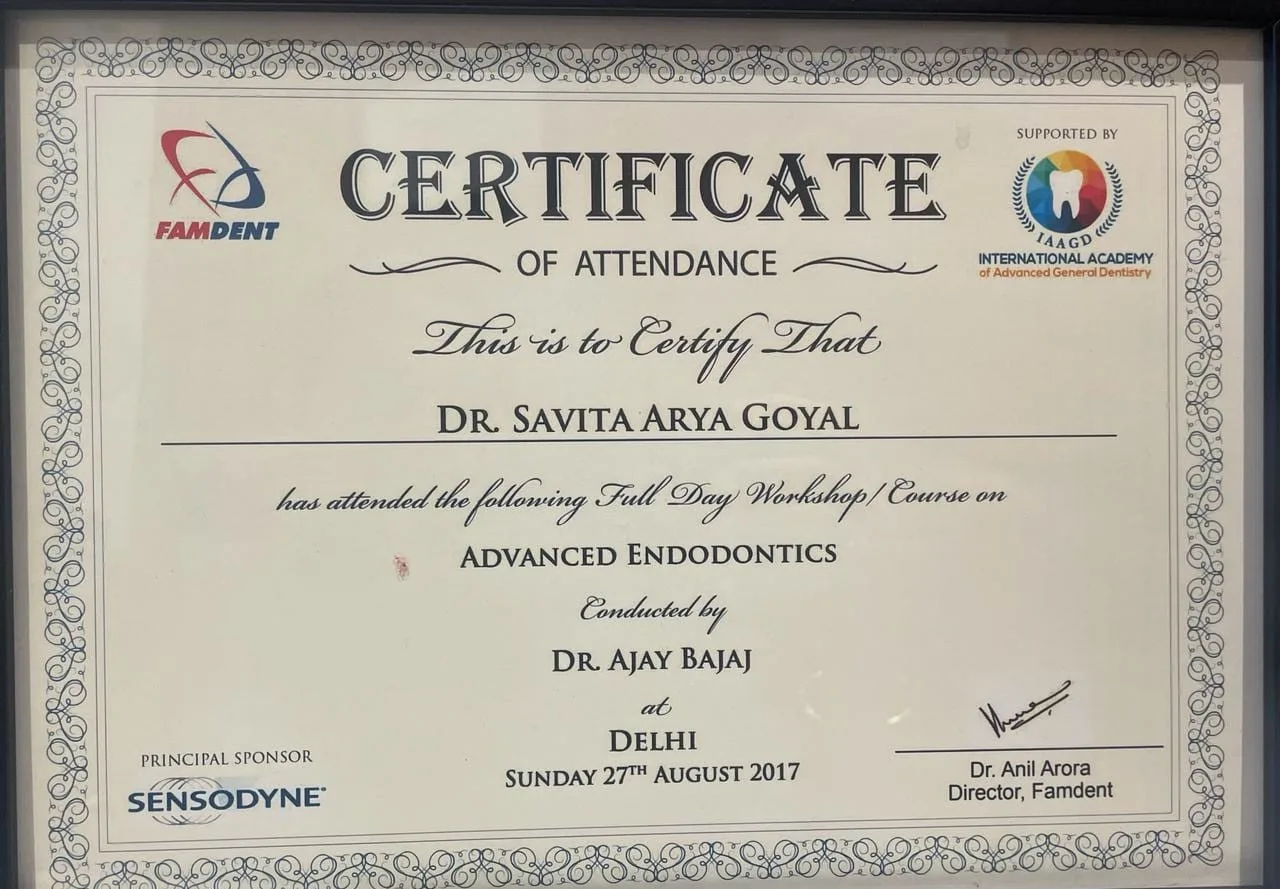 FAMDENT
CERTIFICATE
OF ATTENDANCE
SUPPORTED BY
IAAGD
INTERNATIONAL ACADEMY
of Advanced General Dentistry
This is to Certify That
DR. SAVITA ARYA GOYAL
has attended the following Full Day Workshop/Course on
ADVANCED ENDODONTICS
Conducted by
DR. AJAY BAJAJ
at
DELHI
SUNDAY 27TH AUGUST 2017
PRINCIPAL SPONSOR
SENSODYNE®
Dr. Anil Arora
Director, Famdent